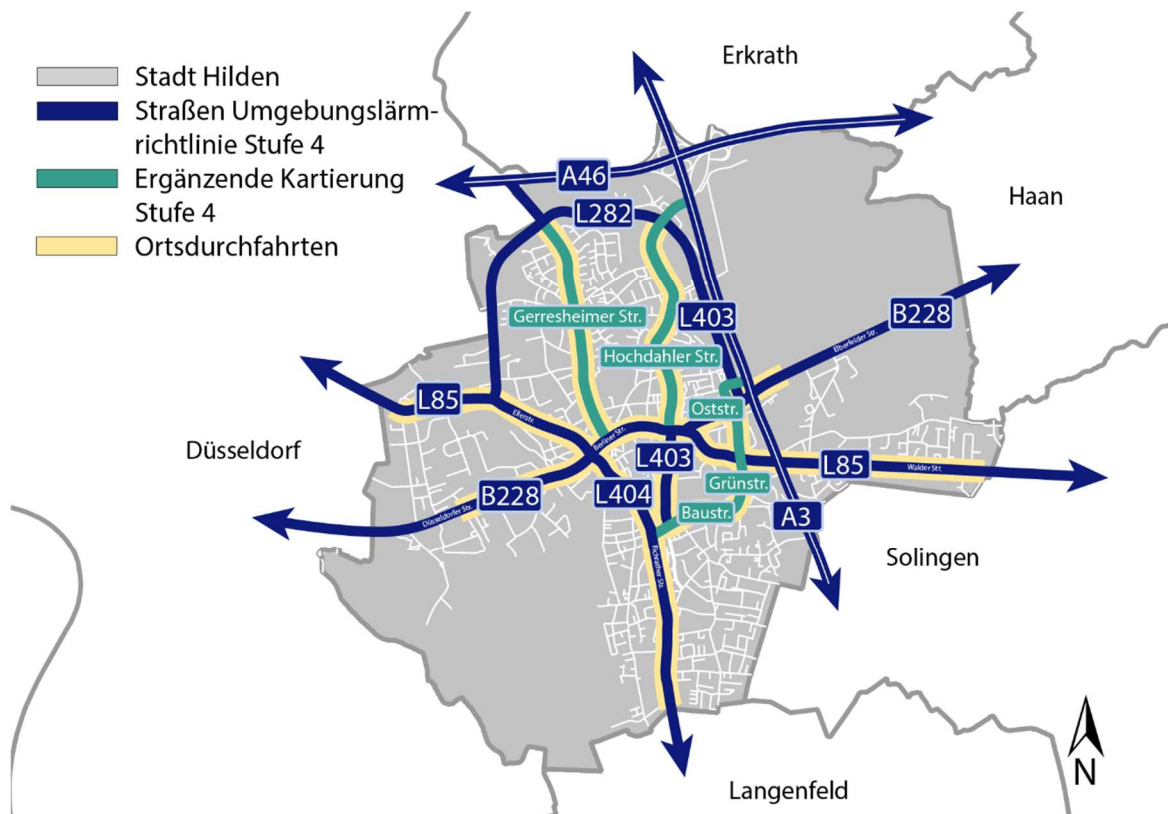 Stadt Hilden
Straßen Umgebungslärm-
richtlinie Stufe 4
Ergänzende Kartierung
Stufe 4
Ortsdurchfahrten
Erkrath
Haan
A46
L282
Gerresheimer Str.
L403
B228
Elberfelder Str.
Hochdahler Str.
L85
Ellerstr.
Oststr.
Düsseldorf
Berliner Str.
L403
L85
Walder Str.
B228
L404
Grünstr.
Düsseldorfer Str.
Baustr.
A3
Richrather Str.
Solingen
Langenfeld
N